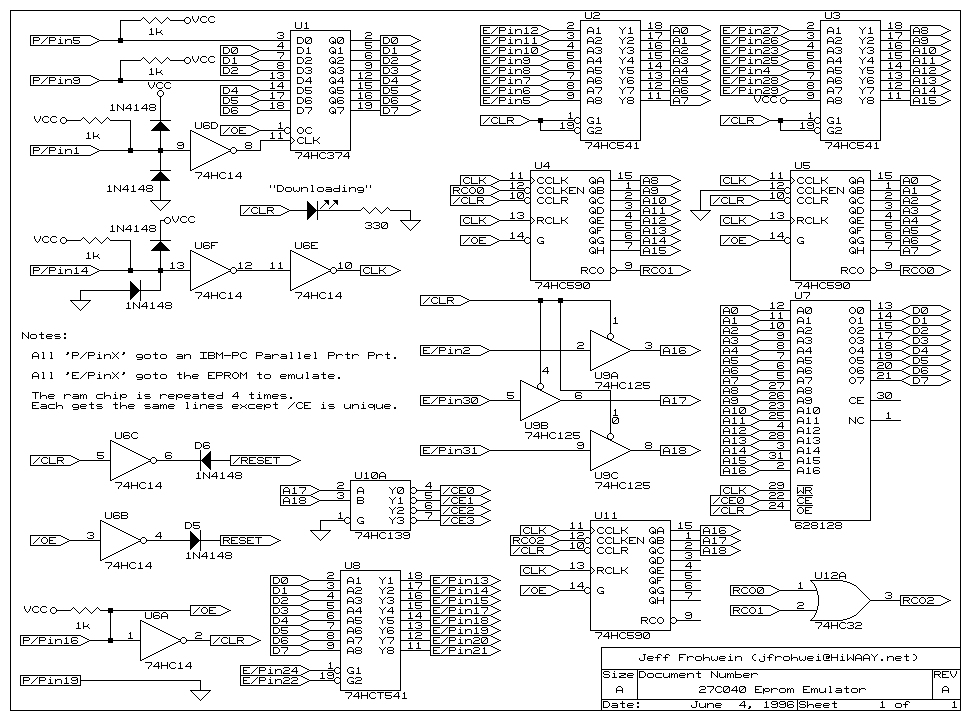 P/Pin5
1k
VCC
P/Pin9
1k
VCC
VCC
1k
P/Pin1
1N4148
1N4148
U6D
9
8
74HC14
U1
D0
D1
D2
D4
D5
D6
D7
3 D0 Q0 2 D0
4 D1 Q1 5 D1
7 D2 Q2 6 D2
8 D3 Q3 9 D3
13 D4 Q4 12 D4
14 D5 Q5 15 D5
17 D6 Q6 16 D6
18 D7 Q7 19 D7
/OE 1 OC
11 CLK
74HC374
U2
E/Pin12 2 A1 Y1 18 A0
E/Pin11 3 A2 Y2 17 A1
E/Pin10 4 A3 Y3 16 A2
E/Pin9 5 A4 Y4 15 A3
E/Pin8 6 A5 Y5 14 A4
E/Pin7 7 A6 Y6 13 A5
E/Pin6 8 A7 Y7 12 A6
E/Pin5 9 A8 Y8 11 A7
/CLR 1 G1
19 G2
74HC541
U3
E/Pin27 2 A1 Y1 18 A8
E/Pin26 3 A2 Y2 17 A9
E/Pin23 4 A3 Y3 16 A10
E/Pin25 5 A4 Y4 15 A11
E/Pin4 6 A5 Y5 14 A12
E/Pin28 7 A6 Y6 13 A13
E/Pin29 8 A7 Y7 12 A14
VCC 9 A8 Y8 11 A15
/CLR 1 G1
19 G2
74HC541
"Downloading"
/CLR
330
VCC
1N4148
VCC
1k
P/Pin14
1N4148
U6F
13
12
74HC14
U6E
11
10
CLK
74HC14
U4
CLK 11 CCLK QA 15 A8
RCO0 12 CCLKEN QB 1 A9
/CLR 10 CCLR QC 2 A10
QD 3 A11
CLK 13 RCLK QE 4 A12
QF 5 A13
/OE 14 G QG 6 A14
QH 7 A15
RCO 9 RCO1
74HC590
U5
CLK 11 CCLK QA 15 A0
12 CCLKEN QB 1 A1
/CLR 10 CCLR QC 2 A2
QD 3 A3
CLK 13 RCLK QE 4 A4
QF 5 A5
/OE 14 G QG 6 A6
QH 7 A7
RCO 9 RCO0
74HC590
/CLR
1
E/Pin2 2 3 A16
U9A
74HC125
4
E/Pin30 5 6 A17
U9B
74HC125
10
E/Pin31 9 8 A18
U9C
74HC125
U7
A0 12 A0 O0 13 D0
A1 11 A1 O1 14 D1
A2 10 A2 O2 15 D2
A3 9 A3 O3 17 D3
A4 8 A4 O4 18 D4
A5 7 A5 O5 19 D5
A6 6 A6 O6 20 D6
A7 5 A7 O7 21 D7
A8 27 A8
A9 26 A9 CE 30
A10 23 A10
A11 25 A11 NC 1
A12 4 A12
A13 28 A13
A14 3 A14
A15 31 A15
A16 2 A16
CLK 29 WR
/CE0 22 CE
/CLR 24 OE
628128
Notes:
All 'P/PinX' goto an IBM-PC Parallel Prtr Prt.
All 'E/PinX' goto the EPROM to emulate.
The ram chip is repeated 4 times.
Each gets the same lines except /CE is unique.
U6C
/CLR 5 6
74HC14
D6
/RESET
1N4148
U6B
/OE 3 4
74HC14
D5
RESET
1N4148
U10A
A17 2 A Y0 4 /CE0
A18 3 B Y1 5 /CE1
Y2 6 /CE2
1 G Y3 7 /CE3
74HC139
U11
CLK 11 CCLK QA 15 A16
RCO2 12 CCLKEN QB 1 A17
/CLR 10 CCLR QC 2 A18
QD 3
CLK 13 RCLK QE 4
QF 5
/OE 14 G QG 6
QH 7
RCO 9
74HC590
U8
D0 2 A1 Y1 18 E/Pin13
D1 3 A2 Y2 17 E/Pin14
D2 4 A3 Y3 16 E/Pin15
D3 5 A4 Y4 15 E/Pin17
D4 6 A5 Y5 14 E/Pin18
D5 7 A6 Y6 13 E/Pin19
D6 8 A7 Y7 12 E/Pin20
D7 9 A8 Y8 11 E/Pin21
E/Pin24 1 G1
E/Pin22 19 G2
74HCT541
VCC
1k
/OE
P/Pin16
U6A
1 2
/CLR
74HC14
P/Pin19
U12A
RCO0 1
RCO1 2
3 RCO2
74HC32
Jeff Frohwein (jfrohwei@HiWAAY.net)
Size Document Number REV
A 27C040 Eprom Emulator A
Date: June 4, 1996 Sheet 1 of 1